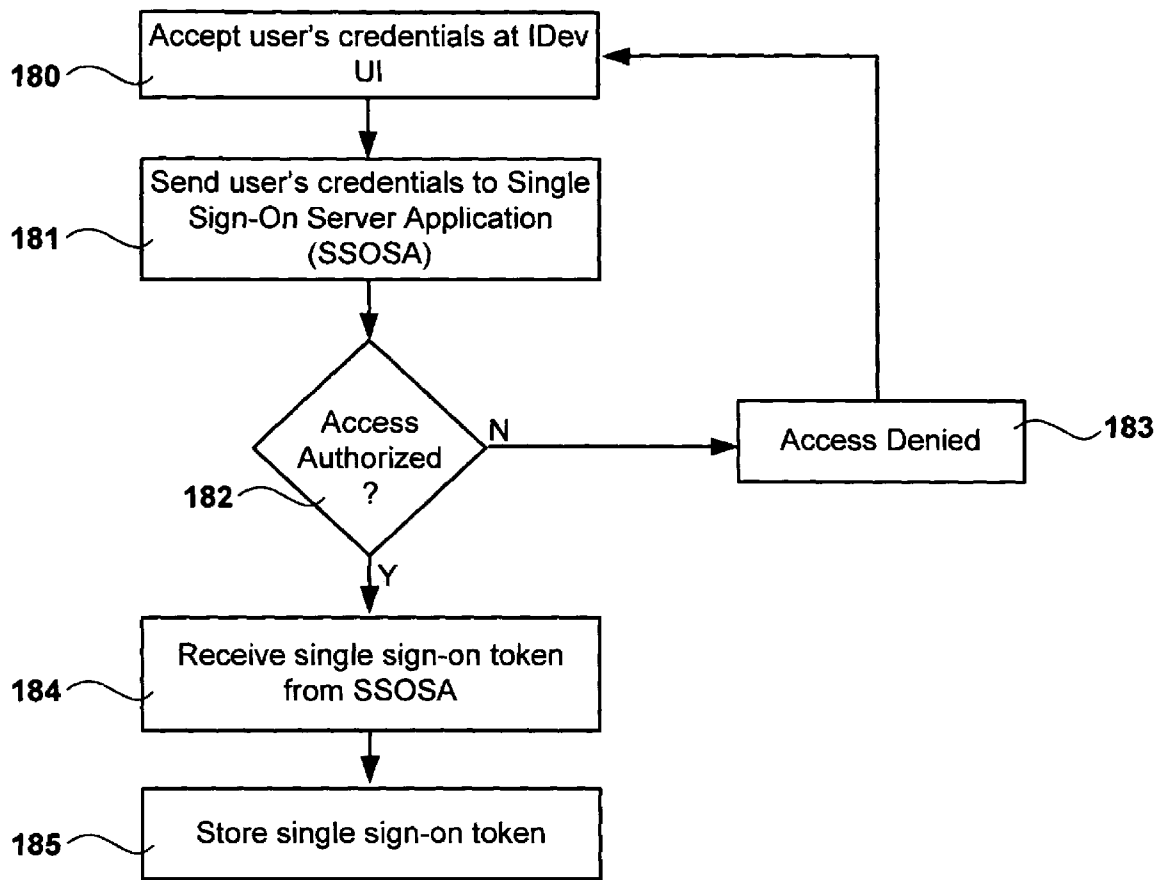 Accept user's credentials at IDev
UI
180
Send user's credentials to Single
Sign-On Server Application
(SSOSA)
181
Access
Authorized
?
182
N
Access Denied
183
Y
Receive single sign-on token
from SSOSA
184
Store single sign-on token
185